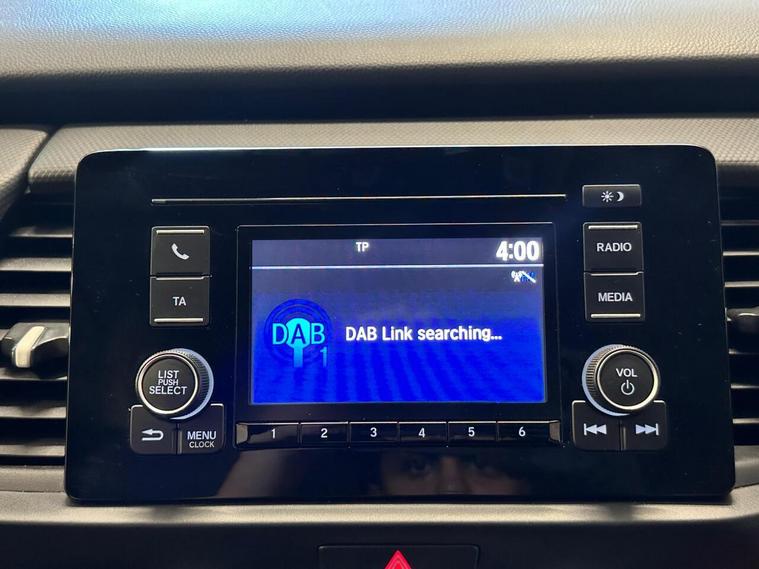 TP
4:00
DAB
1
DAB Link searching...
TA
LIST
PUSH
SELECT
MENU
CLOCK
RADIO
MEDIA
VOL
1 2 3 4 5 6